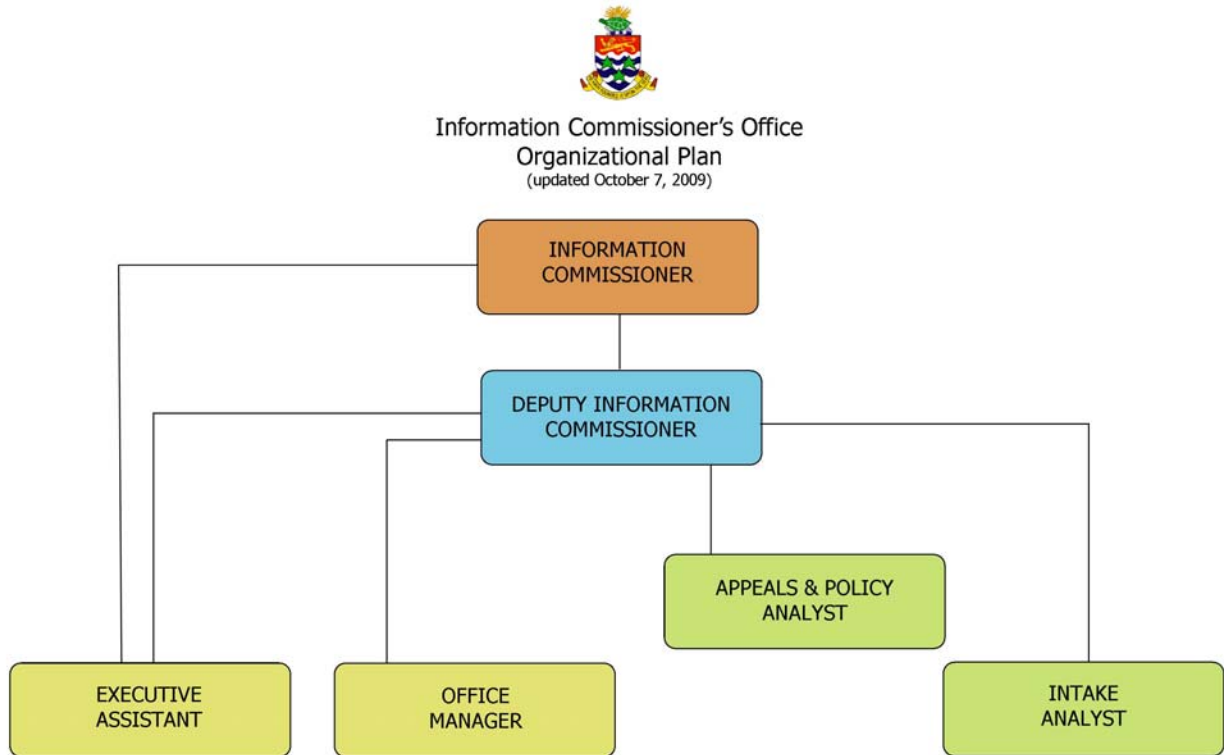 Information Commissioner's Office
Organizational Plan
(updated October 7, 2009)
INFORMATION
COMMISSIONER
DEPUTY INFORMATION
COMMISSIONER
APPEALS & POLICY
ANALYST
EXECUTIVE
ASSISTANT
OFFICE
MANAGER
INTAKE
ANALYST